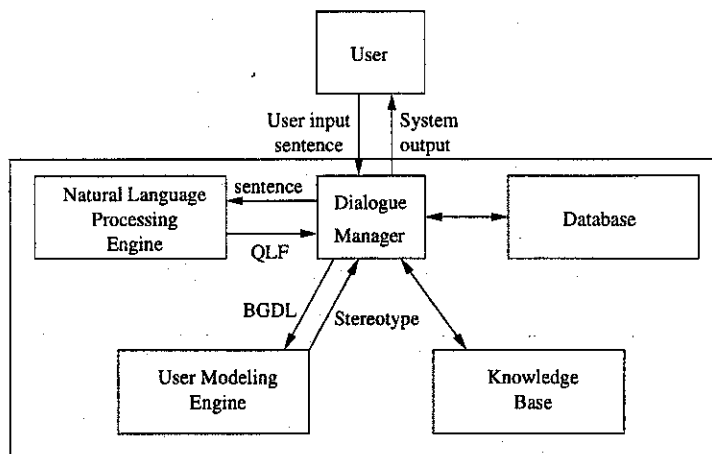 User
User input
sentence
System
output
Natural Language
Processing
Engine
sentence
QLF
Dialogue
Manager
Database
BGDL
Stereotype
User Modeling
Engine
Knowledge
Base